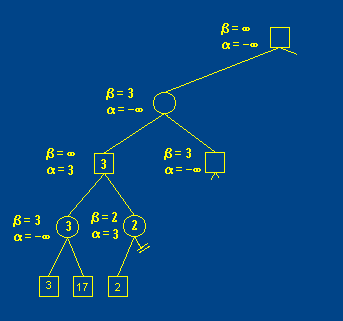 β = ∞
α = −∞
β = 3
α = −∞
β = ∞
α = 3
3
β = 3
α = −∞
β = 3
α = −∞
3
β = 2
α = 3
2
3
17
2